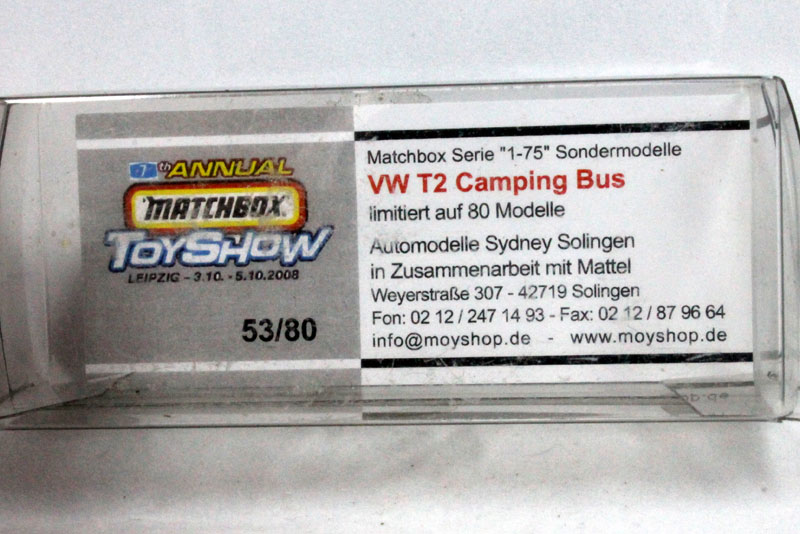 7th ANNUAL
MATCHBOX
TOYSHOW
LEIPZIG - 3.10. - 5.10.2008
53/80
Matchbox Serie "1-75" Sondermodelle
VW T2 Camping Bus
limitiert auf 80 Modelle
Automodelle Sydney Solingen
in Zusammenarbeit mit Mattel
Weyerstraße 307 - 42719 Solingen
Fon: 02 12 / 247 14 93 - Fax: 02 12 / 87 96 64
info@moyshop.de - www.moyshop.de